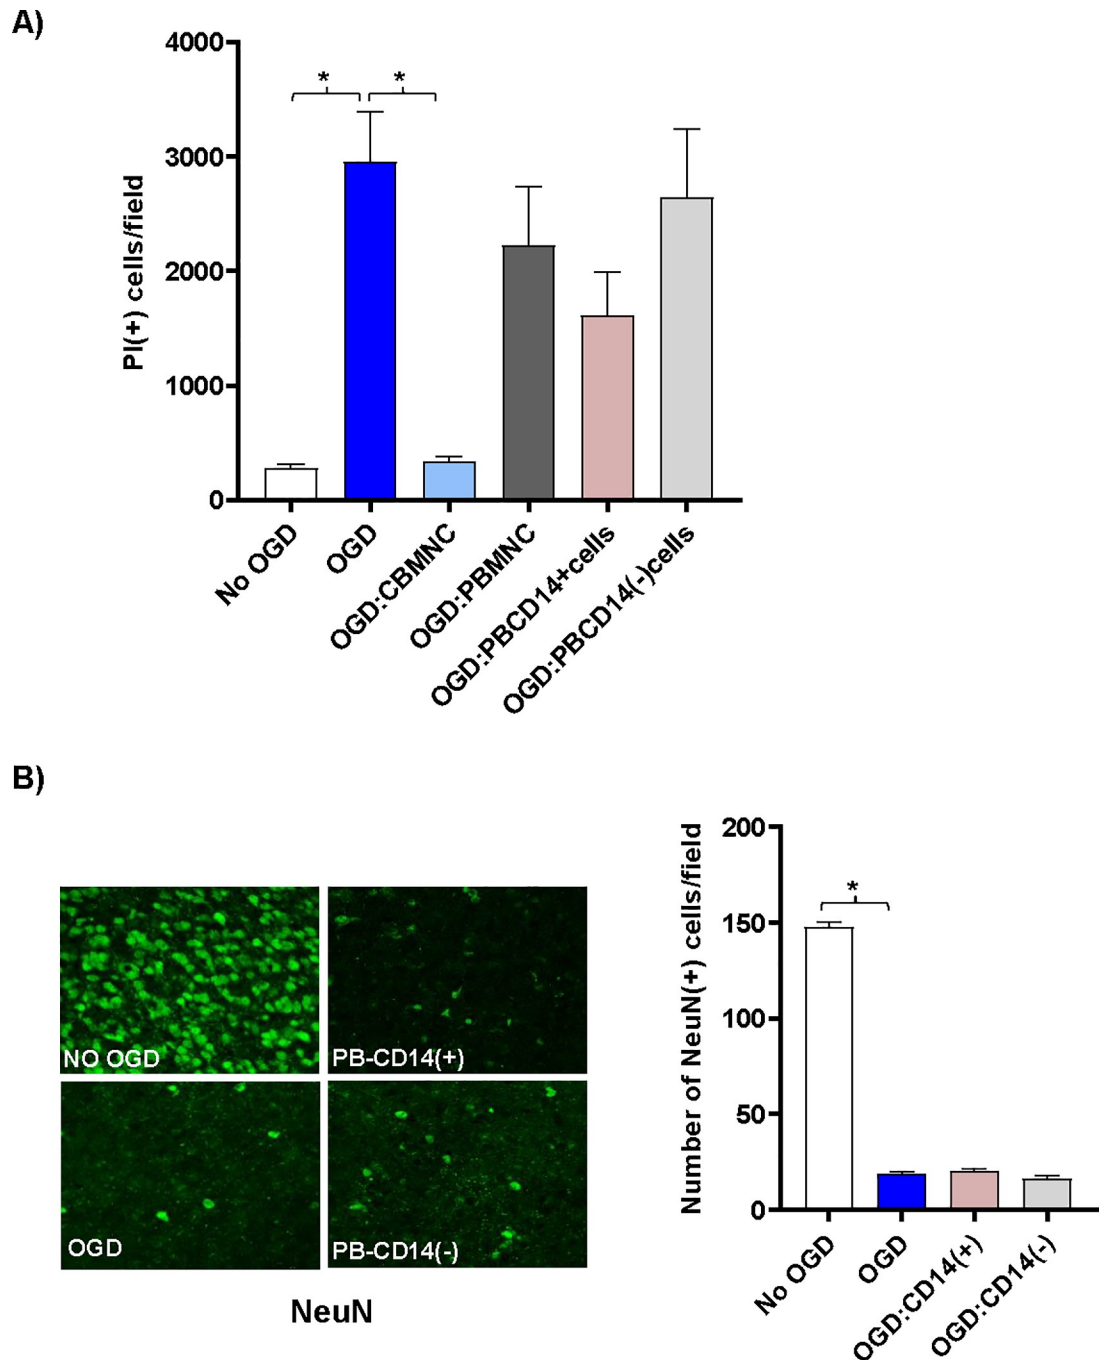 A)
4000
3000
2000
1000
0
PI(+) cells/field
* *
No OGD
OGD
OGD:CBMNC
OGD:PBMNC
OGD:PBCD14+cells
OGD:PBCD14(-)cells
B)
NO OGD
PB-CD14(+)
OGD
PB-CD14(-)
NeuN
200
150
100
50
0
Number of NeuN(+) cells/field
*
No OGD
OGD
OGD:CD14(+)
OGD:CD14(-)